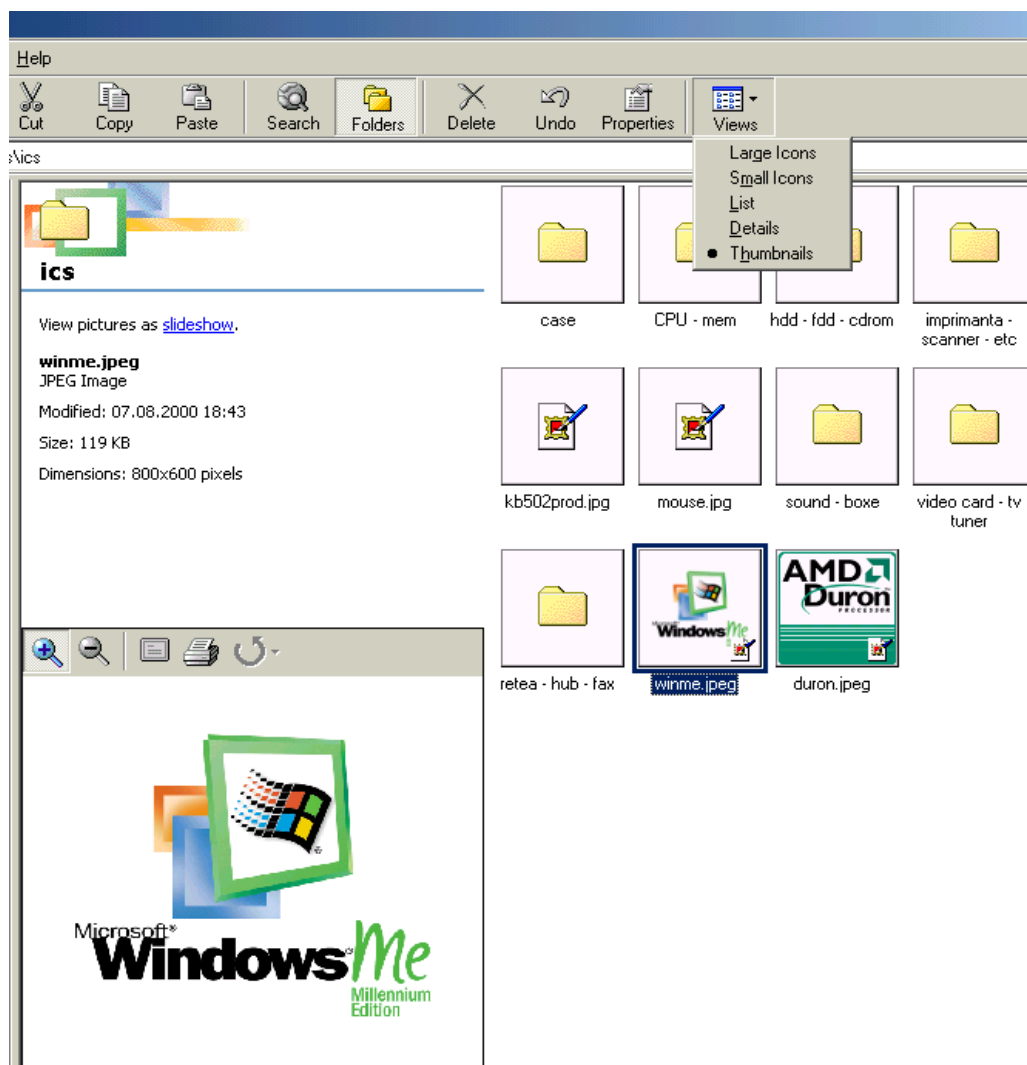 Help
Cut Copy Paste Search Folders Delete Undo Properties Views
s\ics
Large Icons
Small Icons
List
Details
Thumbnails
ics
View pictures as slideshow.
winme.jpeg
JPEG Image
Modified: 07.08.2000 18:43
Size: 119 KB
Dimensions: 800x600 pixels
case
CPU - mem
hdd - fdd - cdrom
imprimanta -
scanner - etc
kb502prod.jpg
mouse.jpg
sound - boxe
video card - tv
tuner
Windows Me
AMD
Duron
PROCESSOR
retea - hub - fax
winme.jpeg
duron.jpeg
Microsoft®
Windows Me
Millennium
Edition